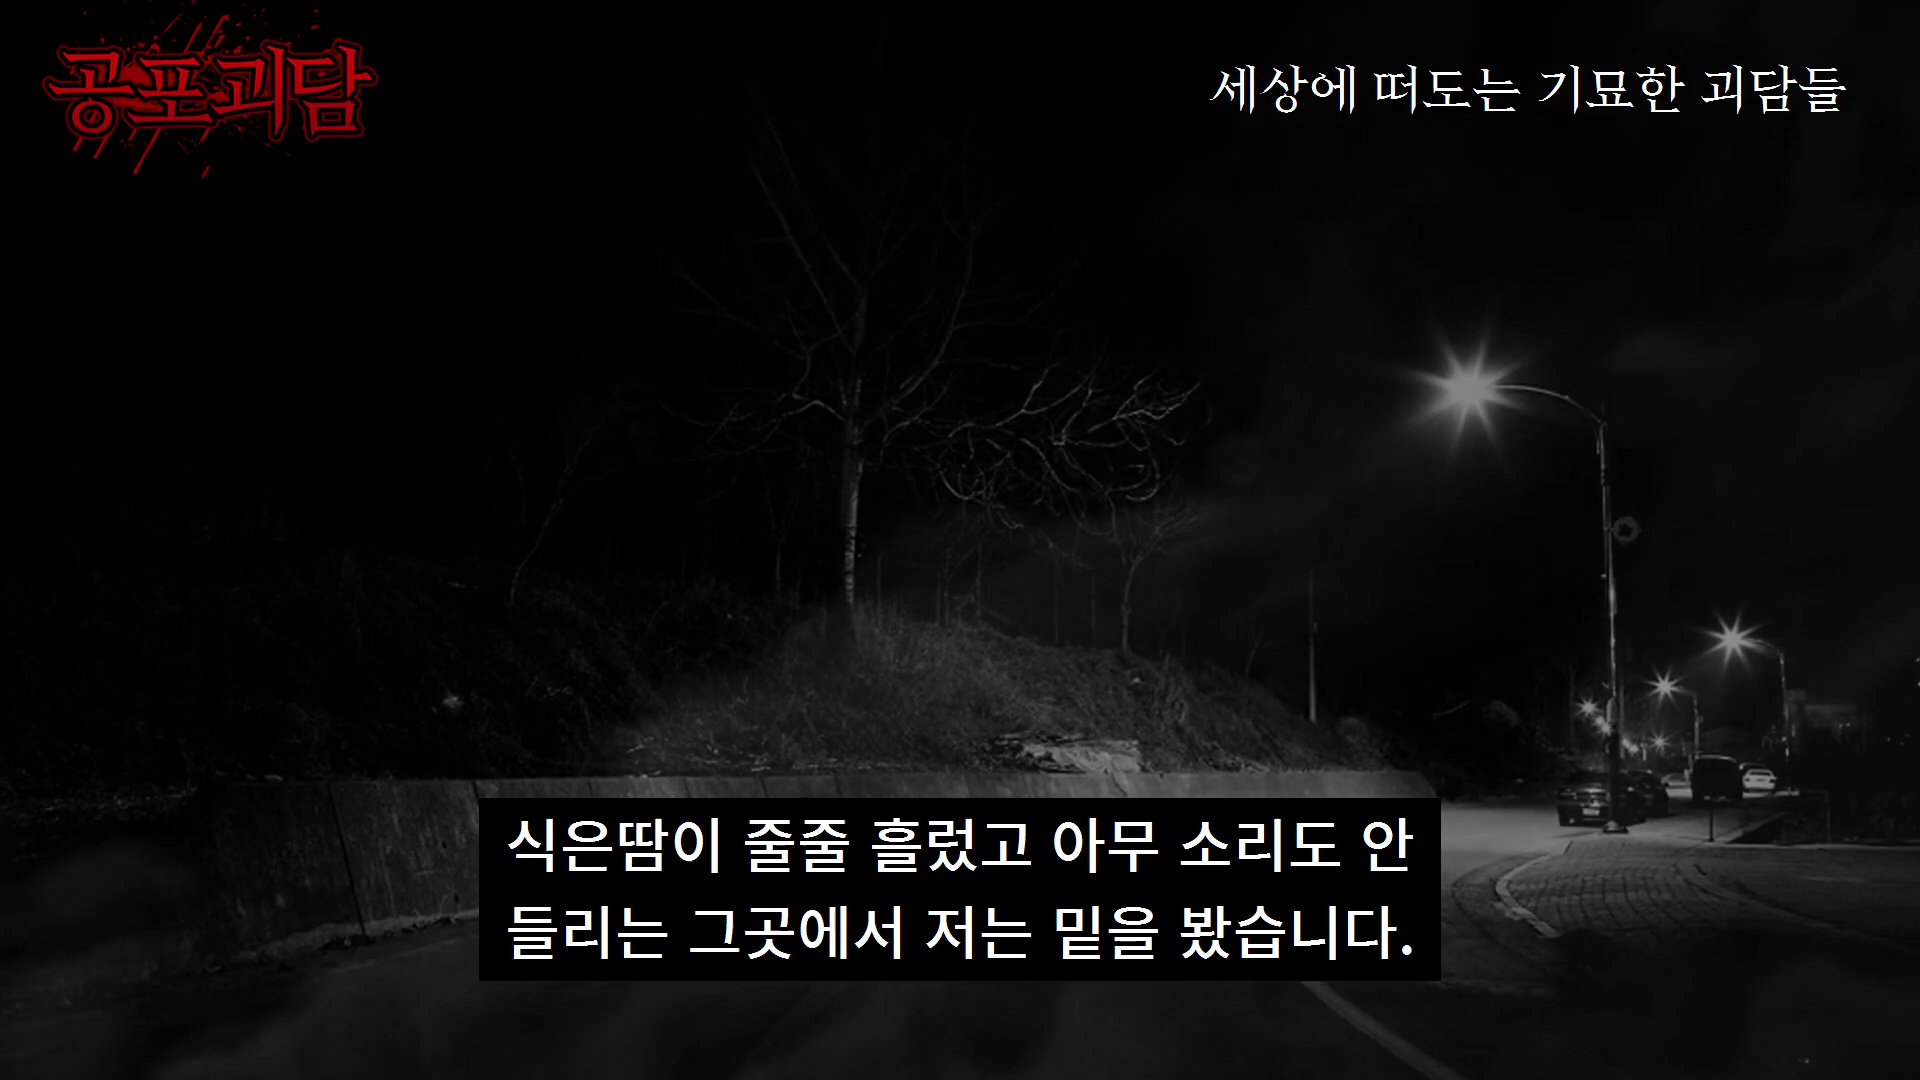 공포괴담
세상에 떠도는 기묘한 괴담들
식은땀이 줄줄 흘렀고 아무 소리도 안
들리는 그곳에서 저는 밑을 봤습니다.